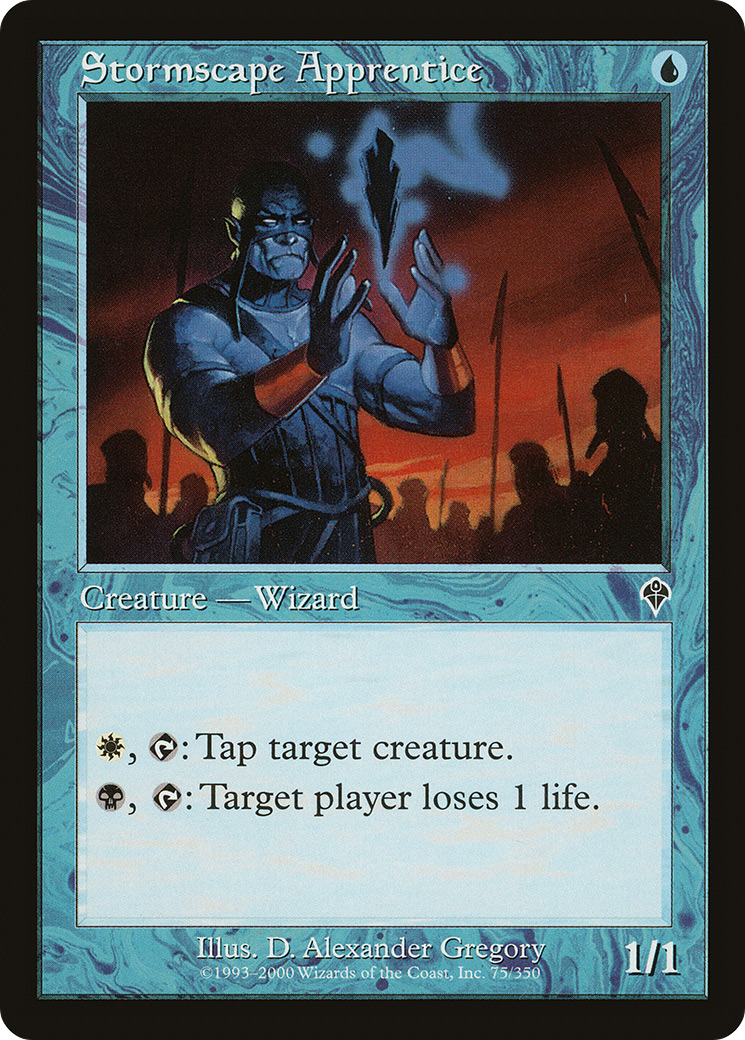 Stormscape Apprentice
Creature — Wizard
, : Tap target creature.
, : Target player loses 1 life.
Illus. D. Alexander Gregory
©1993–2000 Wizards of the Coast, Inc. 75/350
1/1